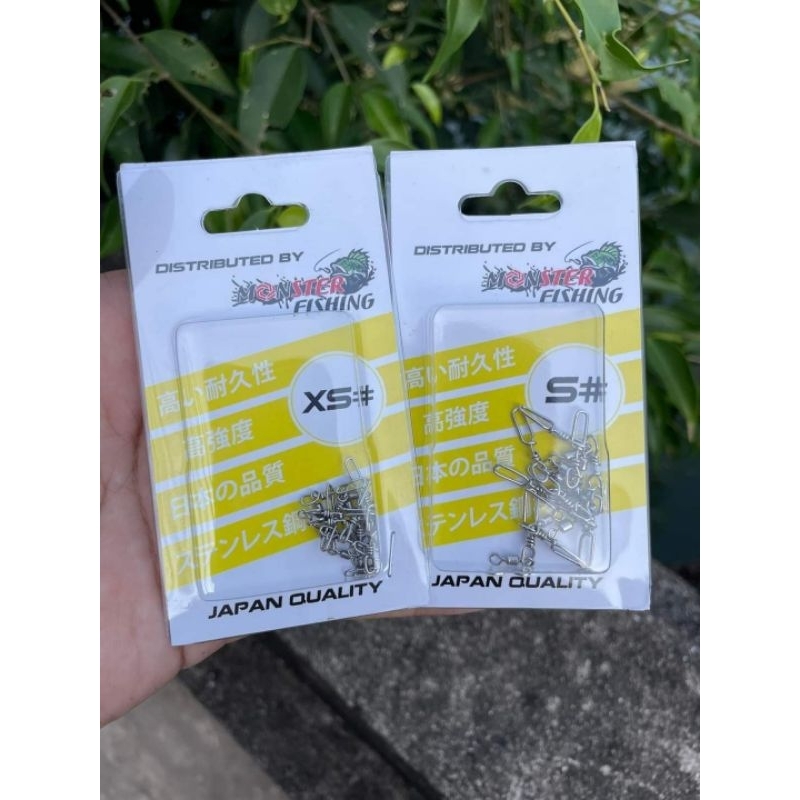 DISTRIBUTED BY
MONSTER
FISHING
高い耐久性
XS#
高強度
日本の品質
ステンレス鋼
JAPAN QUALITY
DISTRIBUTED BY
MONSTER
FISHING
高い耐久性
S#
高強度
日本の品質
テンレス鋼
JAPAN QUALITY